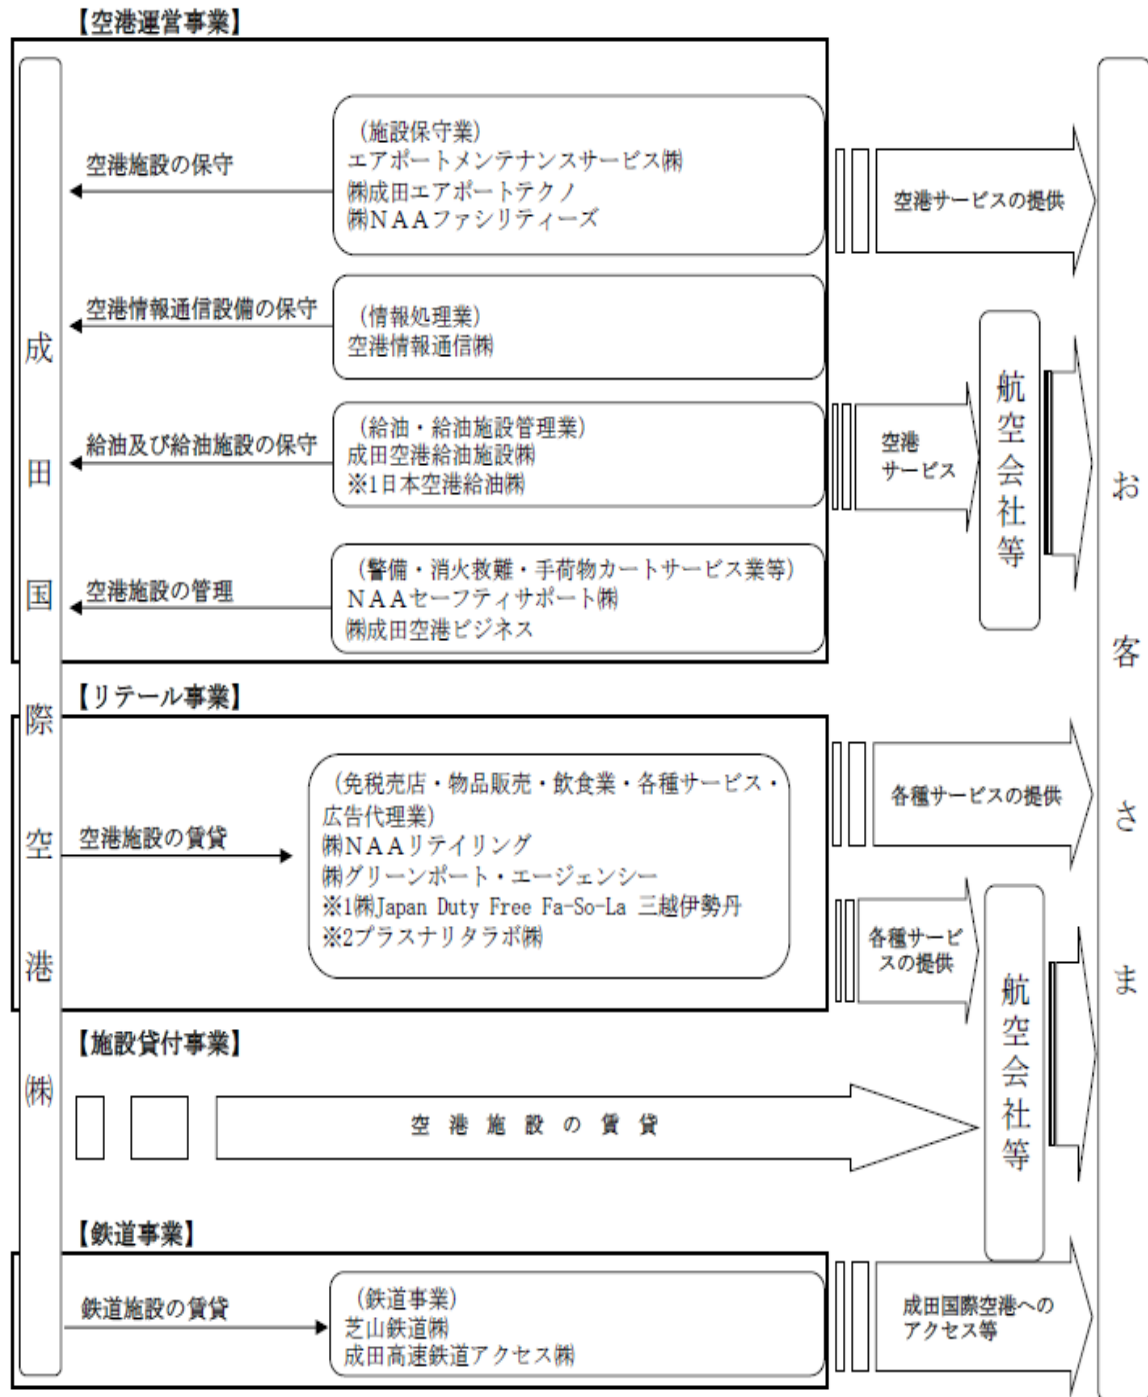 【空港運営事業】
成田国際空港㈱
空港施設の保守
(施設保守業)
エアポートメンテナンスサービス㈱
㈱成田エアポートテクノ
㈱ＮＡＡファシリティーズ
空港サービスの提供
空港情報通信設備の保守
(情報処理業)
空港情報通信㈱
給油及び給油施設の保守
(給油・給油施設管理業)
成田空港給油施設㈱
※1日本空港給油㈱
空港
サービス
航空会社等
お客さま
空港施設の管理
(警備・消火救難・手荷物カートサービス業等)
ＮＡＡセーフティサポート㈱
㈱成田空港ビジネス
【リテール事業】
空港施設の賃貸
(免税売店・物品販売・飲食業・各種サービス・
広告代理業)
㈱ＮＡＡリテイリング
㈱グリーンポート・エージェンシー
※1㈱Japan Duty Free Fa-So-La 三越伊勢丹
※2プラスナリタラボ㈱
各種サービスの提供
各種サービ
スの提供
航空会社等
【施設貸付事業】
空港施設の賃貸
【鉄道事業】
鉄道施設の賃貸
(鉄道事業)
芝山鉄道㈱
成田高速鉄道アクセス㈱
成田国際空港への
アクセス等